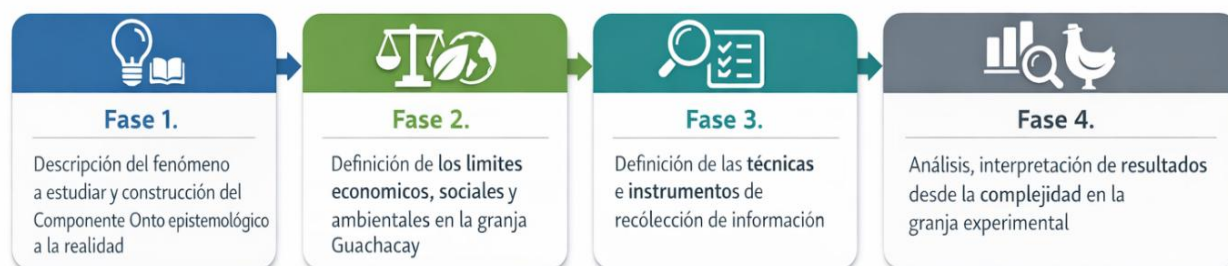 Fase 1.
Descripción del fenómeno
a estudiar y construcción del
Componente Onto epistemológico
a la realidad
Fase 2.
Definición de los limites
economicos, sociales y
ambientales en la granja
Guachacay
Fase 3.
Definición de las técnicas
e instrumentos de
recólección de información
Fase 4.
Análisis, interpretación de resultados
desde la complejidad en la
granja experimental